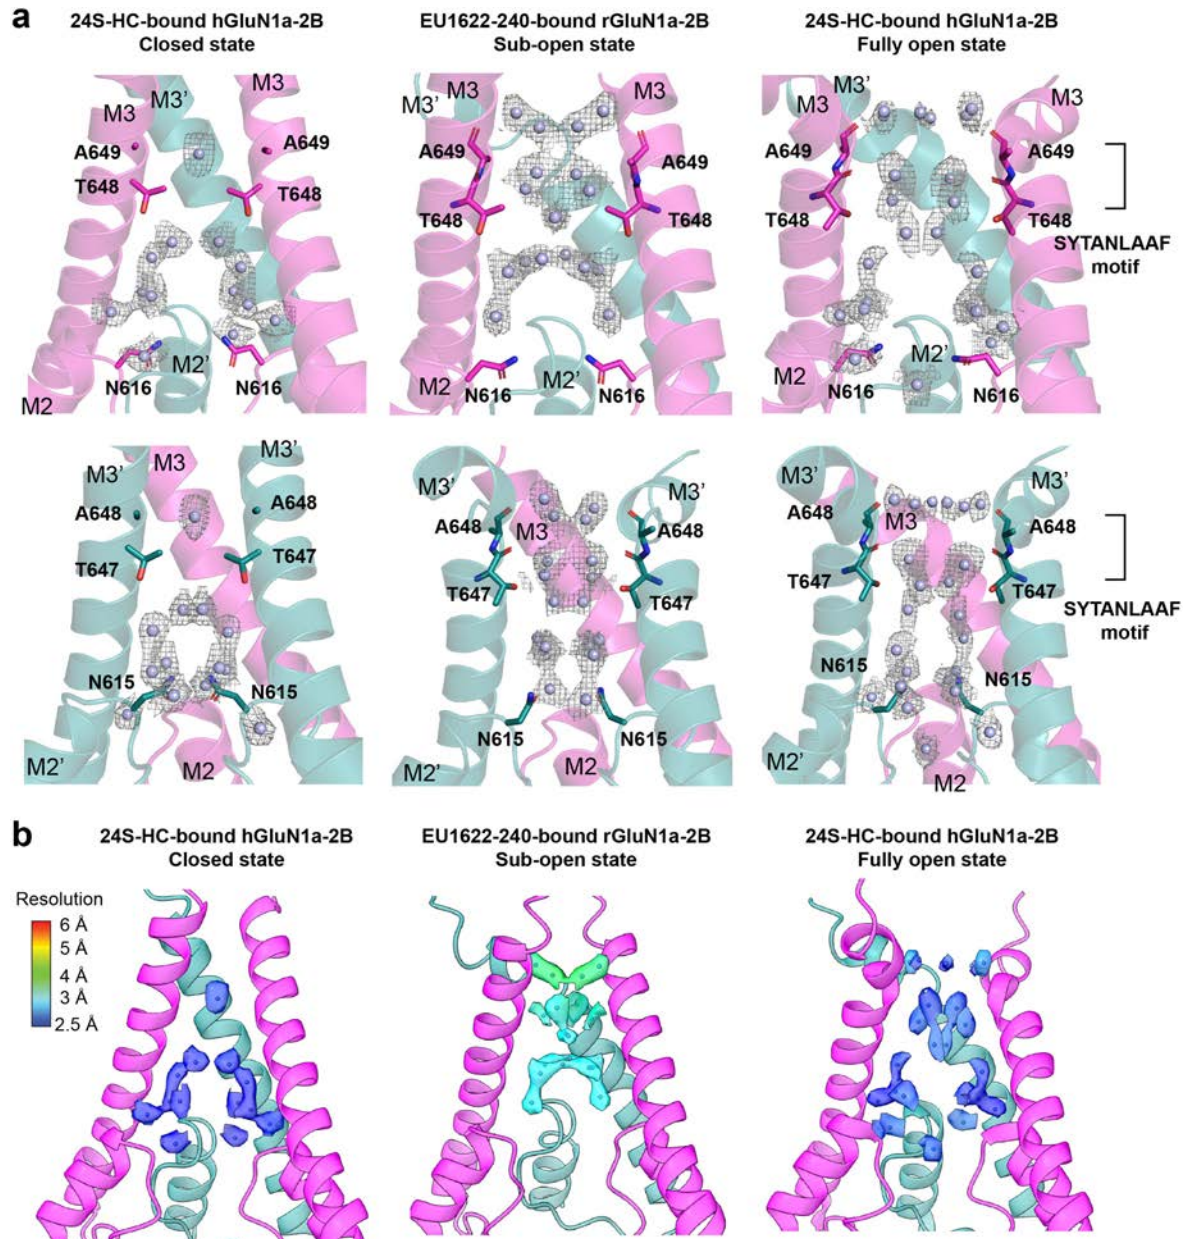 a
24S-HC-bound hGluN1a-2B
Closed state
EU1622-240-bound rGluN1a-2B
Sub-open state
24S-HC-bound hGluN1a-2B
Fully open state
M3
M3'
M3
A649
A649
T648
T648
M2'
N616
N616
M2
M3'
M3
M3
A649
A649
T648
T648
M2
M2'
N616
N616
M3'
M3
M3
A649
A649
T648
T648
SYTANLAAF
motif
M2'
M2
N616
N616
M3'
M3
M3'
A648
A648
T647
T647
N615
N615
M2'
M2
M3'
M3'
A648
A648
M3
T647
T647
N615
N615
M2'
M2
M3'
M3'
A648
A648
M3
T647
T647
SYTANLAAF
motif
N615
N615
M2'
M2
b
24S-HC-bound hGluN1a-2B
Closed state
EU1622-240-bound rGluN1a-2B
Sub-open state
24S-HC-bound hGluN1a-2B
Fully open state
Resolution
6 Å
5 Å
4 Å
3 Å
2.5 Å